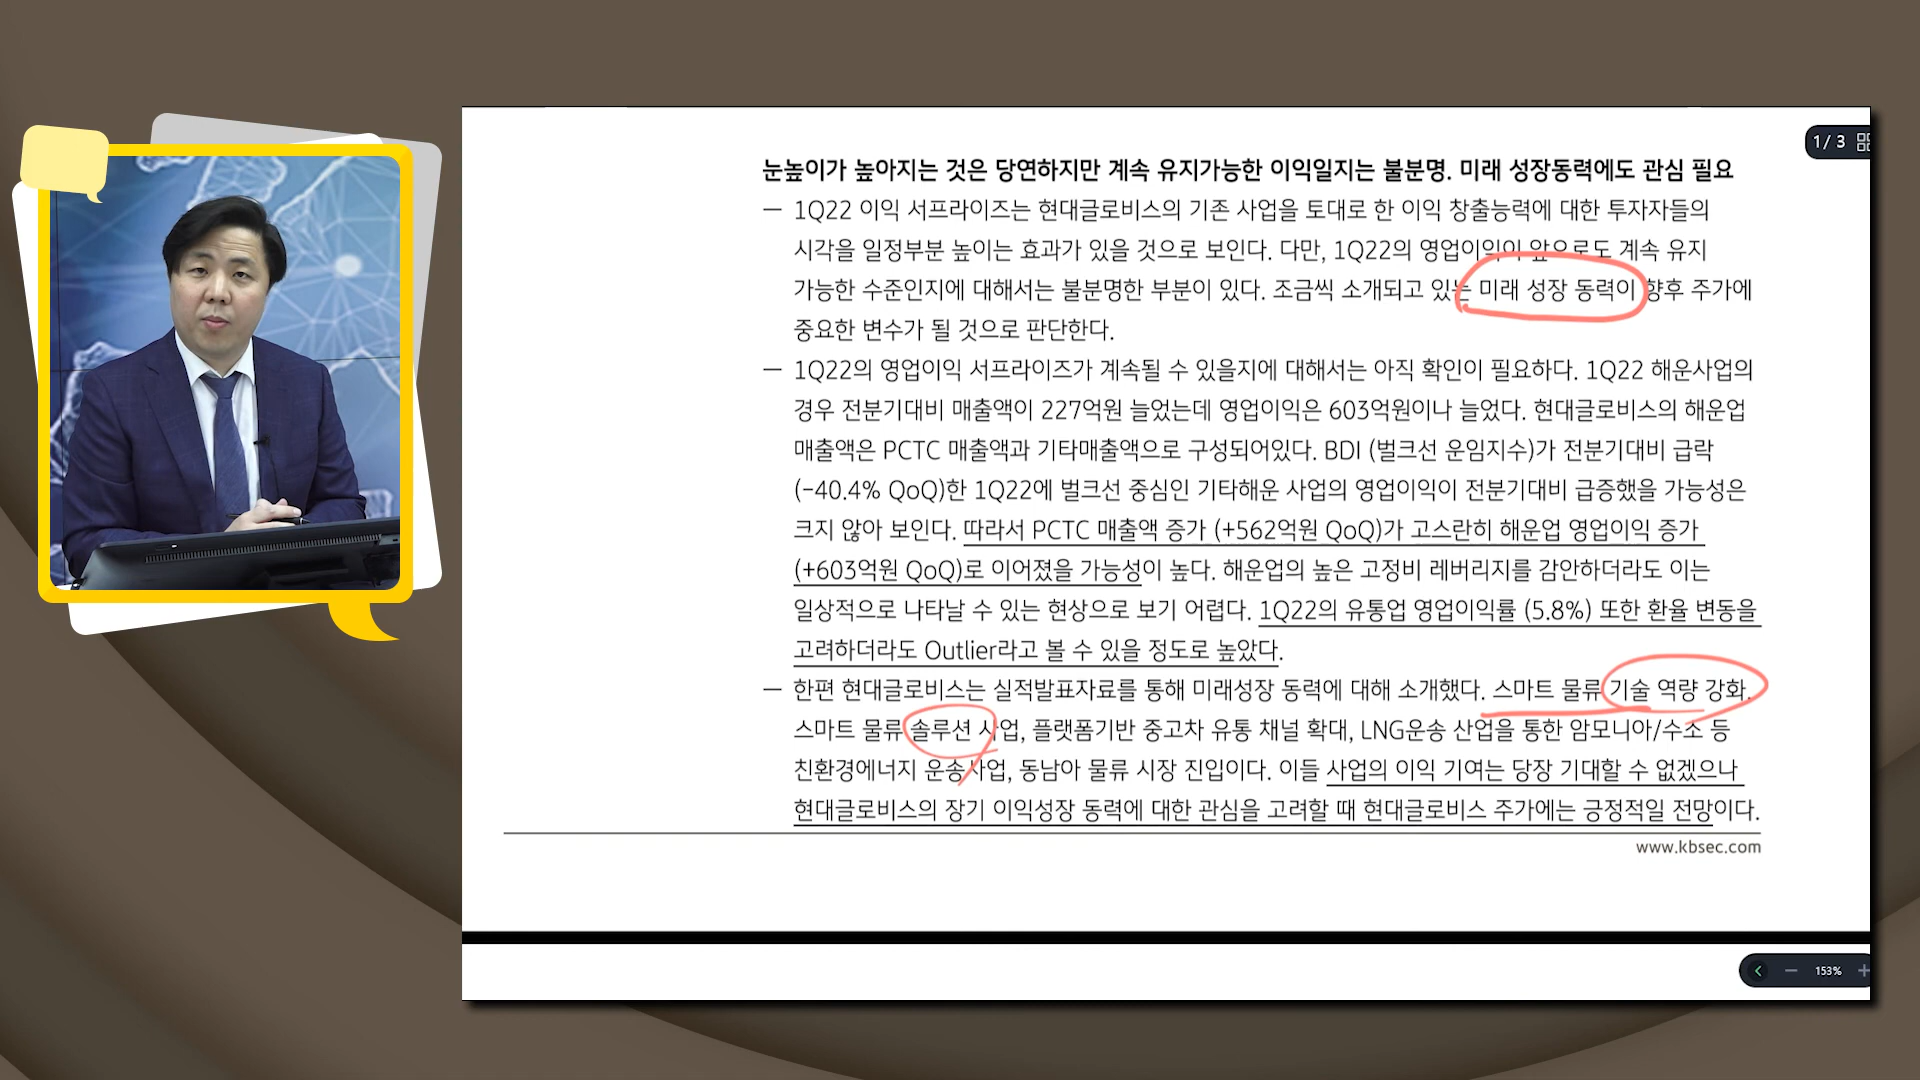 1 / 3
눈높이가 높아지는 것은 당연하지만 계속 유지가능한 이익일지는 불분명. 미래 성장동력에도 관심 필요
— 1Q22 이익 서프라이즈는 현대글로비스의 기존 사업을 토대로 한 이익 창출능력에 대한 투자자들의
시각을 일정부분 높이는 효과가 있을 것으로 보인다. 다만, 1Q22의 영업이익이 앞으로도 계속 유지
가능한 수준인지에 대해서는 불분명한 부분이 있다. 조금씩 소개되고 있는 미래 성장 동력이 향후 주가에
중요한 변수가 될 것으로 판단한다.
— 1Q22의 영업이익 서프라이즈가 계속될 수 있을지에 대해서는 아직 확인이 필요하다. 1Q22 해운사업의
경우 전분기대비 매출액이 227억원 늘었는데 영업이익은 603억원이나 늘었다. 현대글로비스의 해운업
매출액은 PCTC 매출액과 기타매출액으로 구성되어있다. BDI (벌크선 운임지수)가 전분기대비 급락
(-40.4% QoQ)한 1Q22에 벌크선 중심인 기타해운 사업의 영업이익이 전분기대비 급증했을 가능성은
크지 않아 보인다. 따라서 PCTC 매출액 증가 (+562억원 QoQ)가 고스란히 해운업 영업이익 증가
(+603억원 QoQ)로 이어졌을 가능성이 높다. 해운업의 높은 고정비 레버리지를 감안하더라도 이는
일상적으로 나타날 수 있는 현상으로 보기 어렵다. 1Q22의 유통업 영업이익률 (5.8%) 또한 환율 변동을
고려하더라도 Outlier라고 볼 수 있을 정도로 높았다.
— 한편 현대글로비스는 실적발표자료를 통해 미래성장 동력에 대해 소개했다. 스마트 물류 기술 역량 강화,
스마트 물류 솔루션 사업, 플랫폼기반 중고차 유통 채널 확대, LNG운송 산업을 통한 암모니아/수소 등
친환경에너지 운송사업, 동남아 물류 시장 진입이다. 이들 사업의 이익 기여는 당장 기대할 수 없겠으나
현대글로비스의 장기 이익성장 동력에 대한 관심을 고려할 때 현대글로비스 주가에는 긍정적일 전망이다.
www.kbsec.com
153%